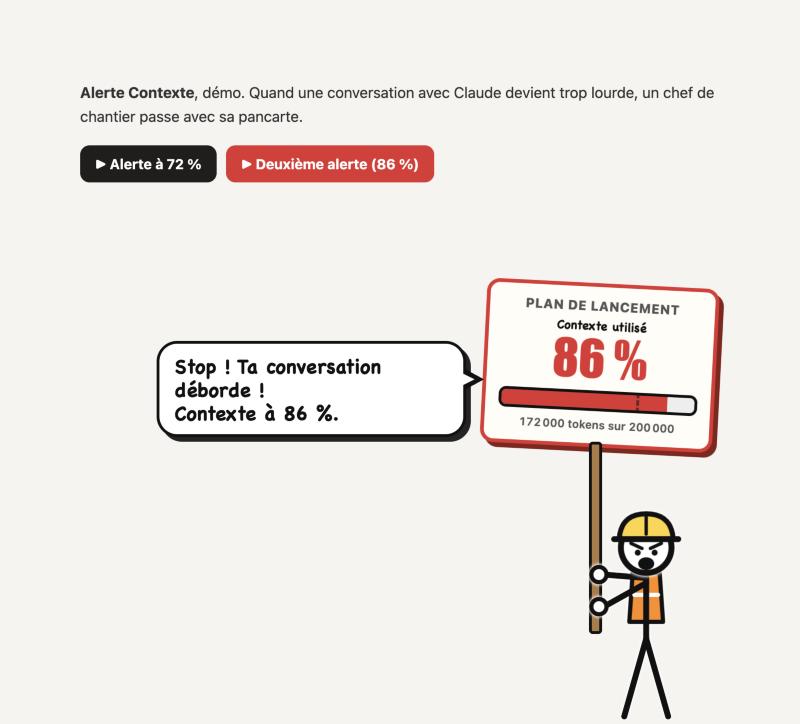 Alerte Contexte, démo. Quand une conversation avec Claude devient trop lourde, un chef de
chantier passe avec sa pancarte.
▶ Alerte à 72 %
▶ Deuxième alerte (86 %)
PLAN DE LANCEMENT
Contexte utilisé
86 %
172 000 tokens sur 200 000
Stop ! Ta conversation
déborde !
Contexte à 86 %.